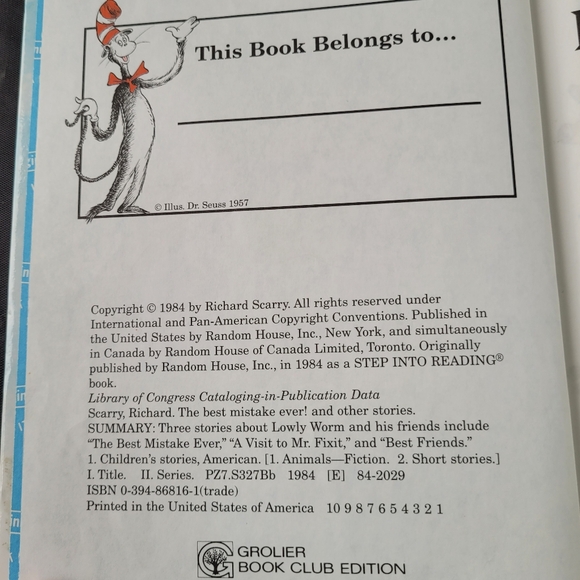 This Book Belongs to...
© Illus. Dr. Seuss 1957
Copyright © 1984 by Richard Scarry. All rights reserved under
International and Pan-American Copyright Conventions. Published in
the United States by Random House, Inc., New York, and simultaneously
in Canada by Random House of Canada Limited, Toronto. Originally
published by Random House, Inc., in 1984 as a STEP INTO READING®
book.
Library of Congress Cataloging-in-Publication Data
Scarry, Richard. The best mistake ever! and other stories.
SUMMARY: Three stories about Lowly Worm and his friends include
“The Best Mistake Ever,” “A Visit to Mr. Fixit,” and “Best Friends.”
1. Children’s stories, American. [1. Animals—Fiction. 2. Short stories.]
I. Title. II. Series. PZ7.S327Bb 1984 [E] 84-2029
ISBN 0-394-86816-1(trade)
Printed in the United States of America 10 9 8 7 6 5 4 3 2 1
GROLIER
BOOK CLUB EDITION